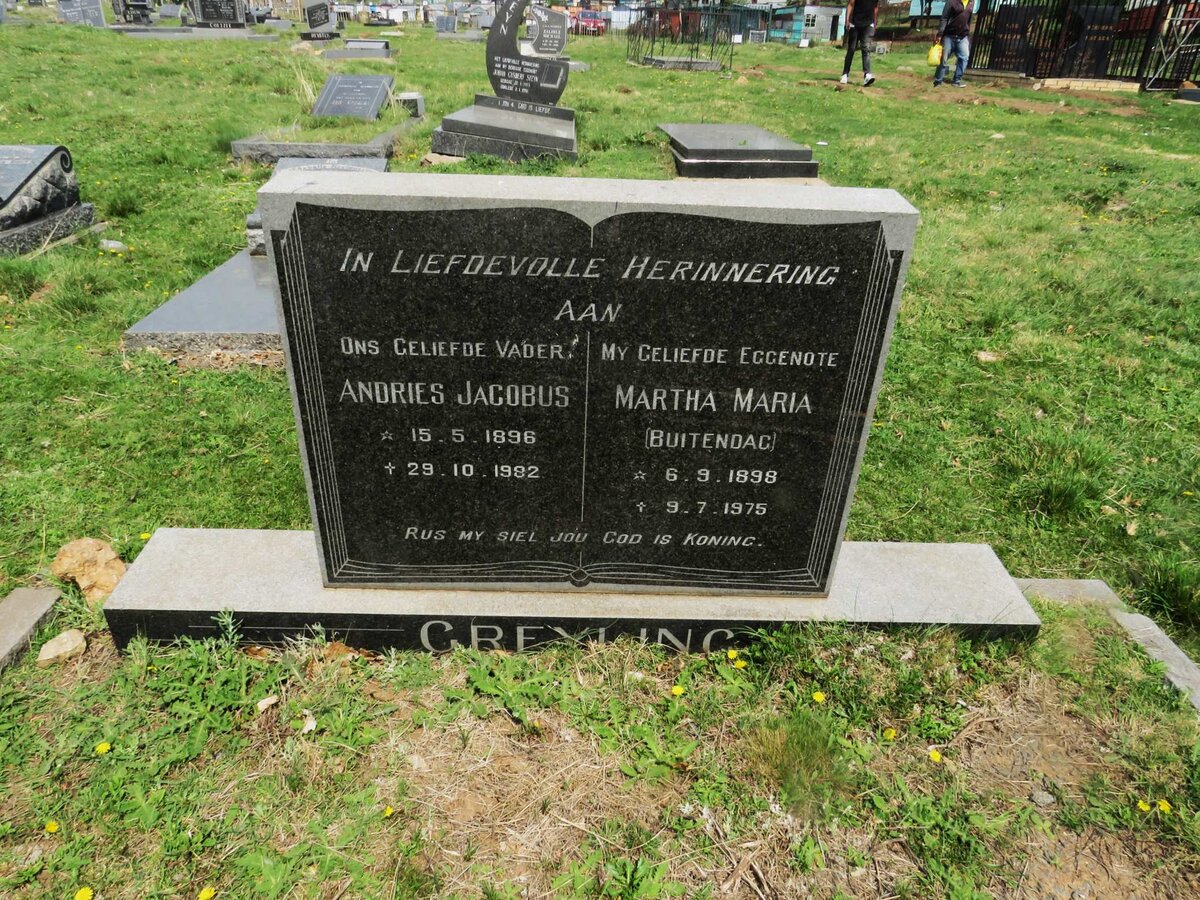 IN LIEFDEVOLLE HERINNERING
AAN
ONS GELIEFDE VADER.
ANDRIES JACOBUS
☆ 15.5.1896
✝ 29.10.1982
MY GELIEFDE EGGENOTE
MARTHA MARIA
(BUITENDAG)
☆ 6.9.1898
✝ 9.7.1975
RUS MY SIEL JOU GOD IS KONING.
GREYLING